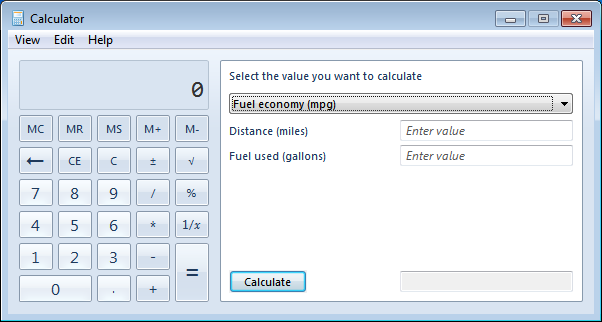 Calculator
View Edit Help
0
MC MR MS M+ M-
← CE C ± √
7 8 9 / %
4 5 6 * 1/x
1 2 3 - =
0 . +
Select the value you want to calculate
Fuel economy (mpg)
Distance (miles) Enter value
Fuel used (gallons) Enter value
Calculate